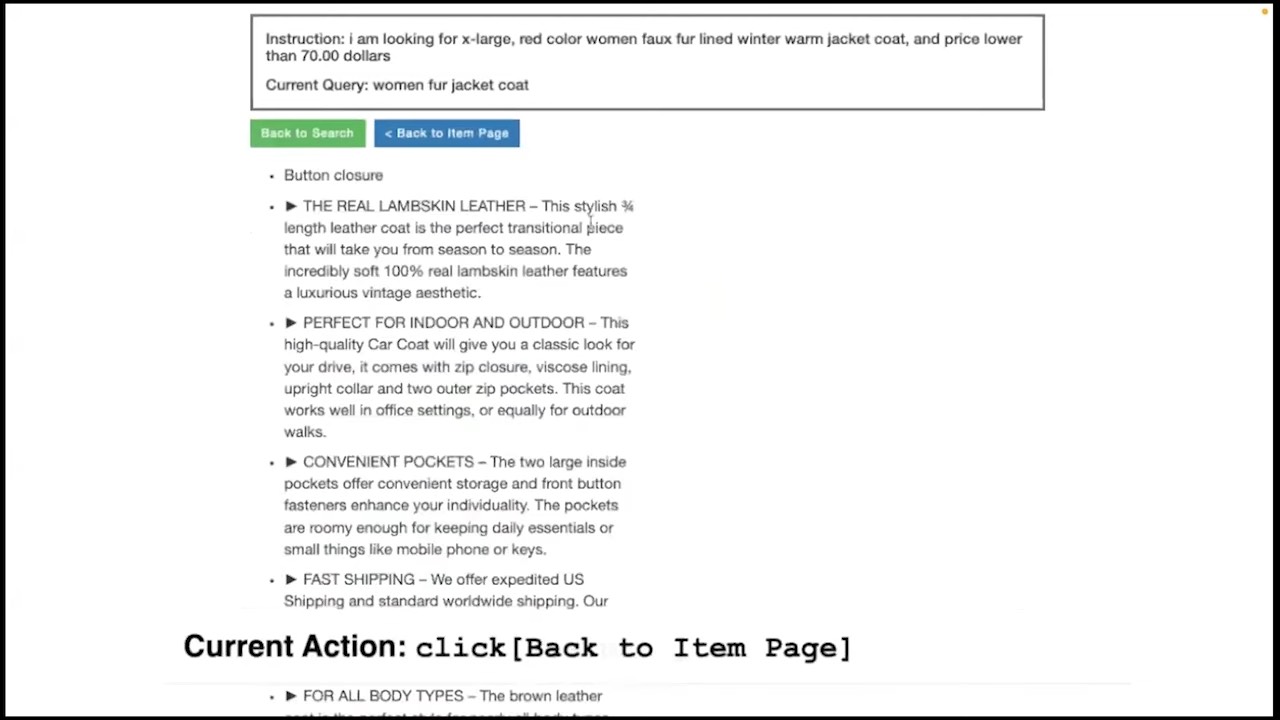 Instruction: i am looking for x-large, red color women faux fur lined winter warm jacket coat, and price lower
than 70.00 dollars
Current Query: women fur jacket coat
Back to Search
< Back to Item Page
• Button closure
• ► THE REAL LAMBSKIN LEATHER – This stylish ¾
length leather coat is the perfect transitional piece
that will take you from season to season. The
incredibly soft 100% real lambskin leather features
a luxurious vintage aesthetic.
• ► PERFECT FOR INDOOR AND OUTDOOR – This
high-quality Car Coat will give you a classic look for
your drive, it comes with zip closure, viscose lining,
upright collar and two outer zip pockets. This coat
works well in office settings, or equally for outdoor
walks.
• ► CONVENIENT POCKETS – The two large inside
pockets offer convenient storage and front button
fasteners enhance your individuality. The pockets
are roomy enough for keeping daily essentials or
small things like mobile phone or keys.
• ► FAST SHIPPING – We offer expedited US
Shipping and standard worldwide shipping. Our
Current Action: click[Back to Item Page]
• ► FOR ALL BODY TYPES – The brown leather